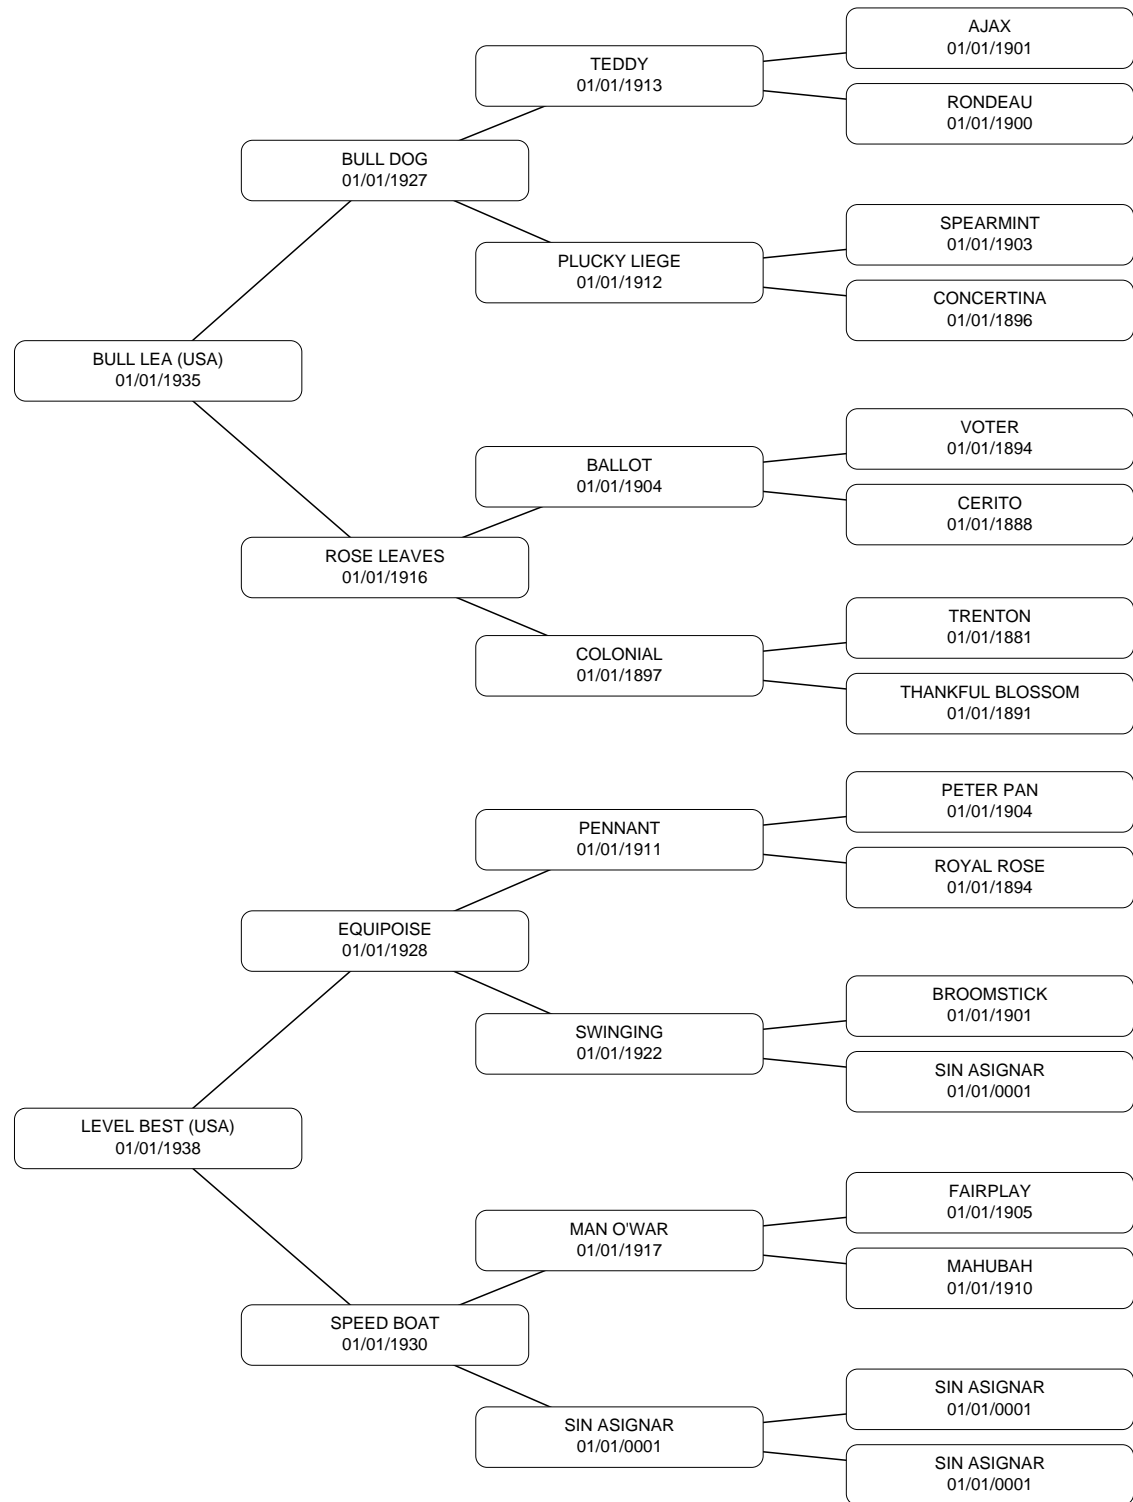 AJAX
01/01/1901
TEDDY
01/01/1913
RONDEAU
01/01/1900
BULL DOG
01/01/1927
SPEARMINT
01/01/1903
PLUCKY LIEGE
01/01/1912
CONCERTINA
01/01/1896
BULL LEA (USA)
01/01/1935
VOTER
01/01/1894
BALLOT
01/01/1904
CERITO
01/01/1888
ROSE LEAVES
01/01/1916
TRENTON
01/01/1881
COLONIAL
01/01/1897
THANKFUL BLOSSOM
01/01/1891
PETER PAN
01/01/1904
PENNANT
01/01/1911
ROYAL ROSE
01/01/1894
EQUIPOISE
01/01/1928
BROOMSTICK
01/01/1901
SWINGING
01/01/1922
SIN ASIGNAR
01/01/0001
LEVEL BEST (USA)
01/01/1938
FAIRPLAY
01/01/1905
MAN O'WAR
01/01/1917
MAHUBAH
01/01/1910
SPEED BOAT
01/01/1930
SIN ASIGNAR
01/01/0001
SIN ASIGNAR
01/01/0001
SIN ASIGNAR
01/01/0001